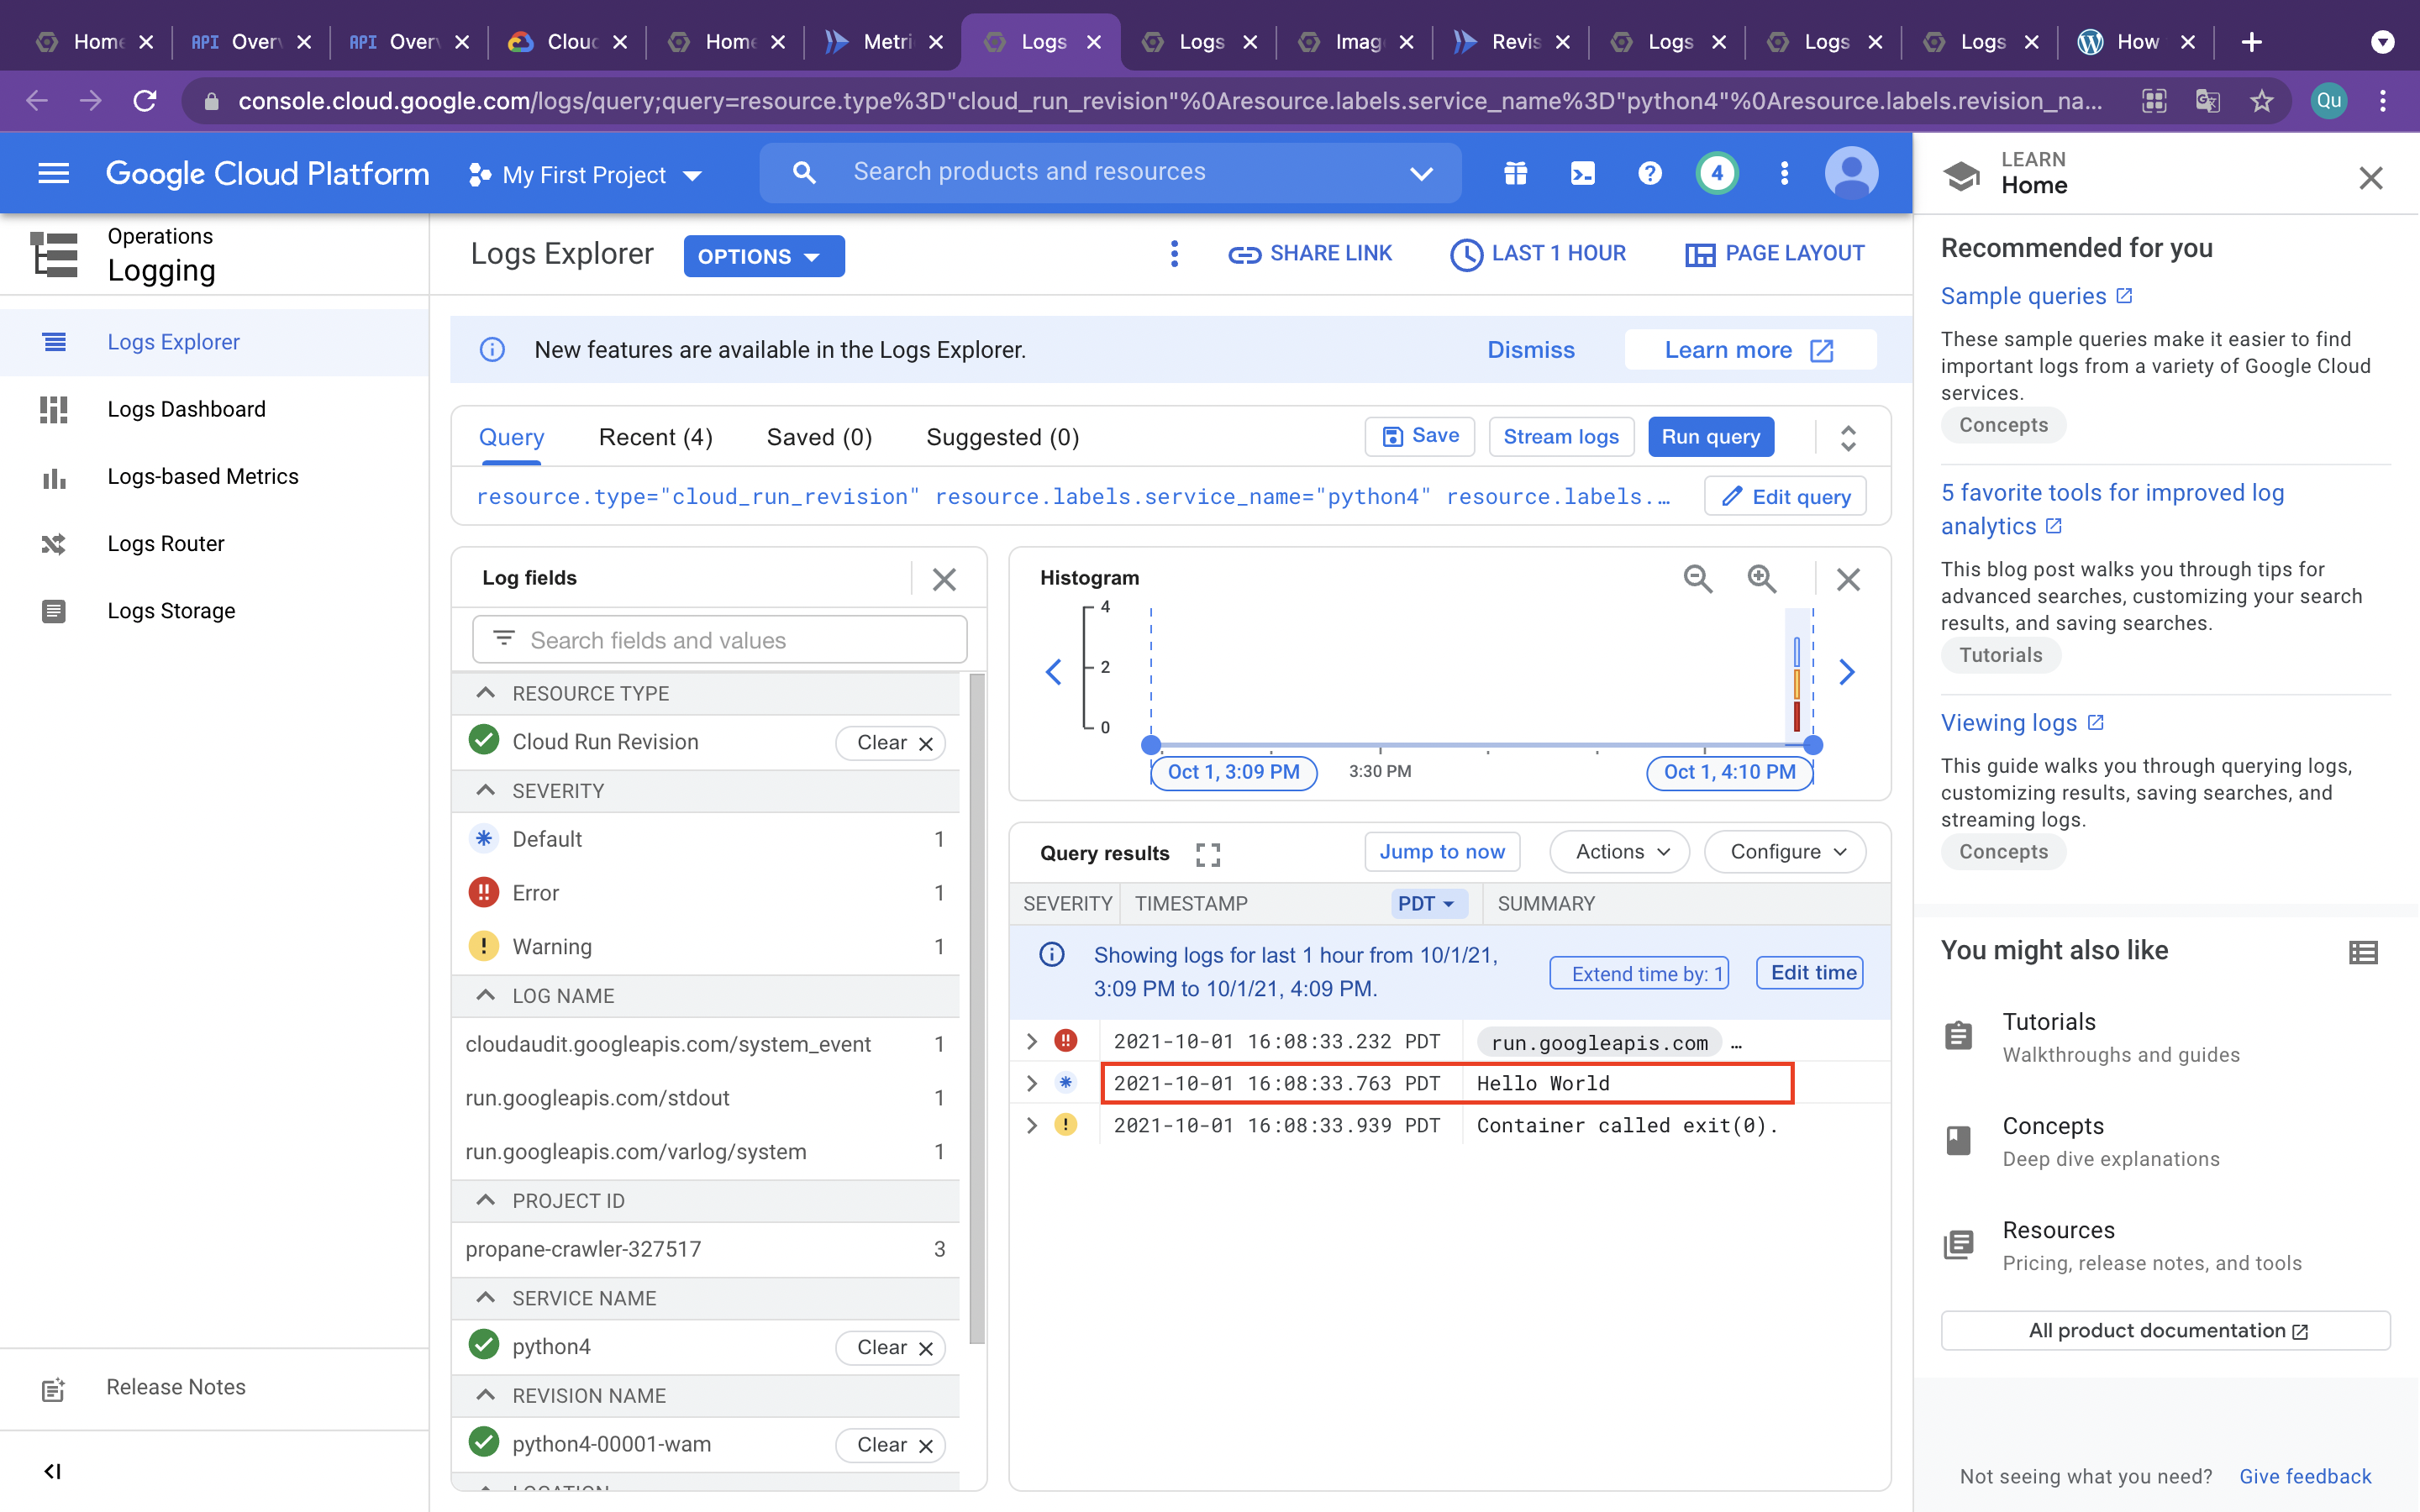 Home
API Over
API Over
Clou
Home
Metri
Logs
Logs
Imag
Revis
Logs
Logs
Logs
How
console.cloud.google.com/logs/query;query=resource.type%3D"cloud_run_revision"%0Aresource.labels.service_name%3D"python4"%0Aresource.labels.revision_na...
Qu
Google Cloud Platform
My First Project
Search products and resources
4
LEARN
Home
Operations
Logging
Logs Explorer
OPTIONS
SHARE LINK
LAST 1 HOUR
PAGE LAYOUT
Logs Explorer
Logs Dashboard
Logs-based Metrics
Logs Router
Logs Storage
Release Notes
New features are available in the Logs Explorer.
Dismiss
Learn more
Query
Recent (4)
Saved (0)
Suggested (0)
Save
Stream logs
Run query
resource.type="cloud_run_revision" resource.labels.service_name="python4" resource.labels.…
Edit query
Log fields
Search fields and values
RESOURCE TYPE
Cloud Run Revision Clear
SEVERITY
Default 1
Error 1
Warning 1
LOG NAME
cloudaudit.googleapis.com/system_event 1
run.googleapis.com/stdout 1
run.googleapis.com/varlog/system 1
PROJECT ID
propane-crawler-327517 3
SERVICE NAME
python4 Clear
REVISION NAME
python4-00001-wam Clear
Histogram
4
2
0
Oct 1, 3:09 PM
3:30 PM
Oct 1, 4:10 PM
Query results
Jump to now
Actions
Configure
SEVERITY TIMESTAMP PDT SUMMARY
Showing logs for last 1 hour from 10/1/21,
3:09 PM to 10/1/21, 4:09 PM.
Extend time by: 1
Edit time
2021-10-01 16:08:33.232 PDT run.googleapis.com …
2021-10-01 16:08:33.763 PDT Hello World
2021-10-01 16:08:33.939 PDT Container called exit(0).
Recommended for you
Sample queries
These sample queries make it easier to find
important logs from a variety of Google Cloud
services.
Concepts
5 favorite tools for improved log
analytics
This blog post walks you through tips for
advanced searches, customizing your search
results, and saving searches.
Tutorials
Viewing logs
This guide walks you through querying logs,
customizing results, saving searches, and
streaming logs.
Concepts
You might also like
Tutorials
Walkthroughs and guides
Concepts
Deep dive explanations
Resources
Pricing, release notes, and tools
All product documentation
Not seeing what you need? Give feedback